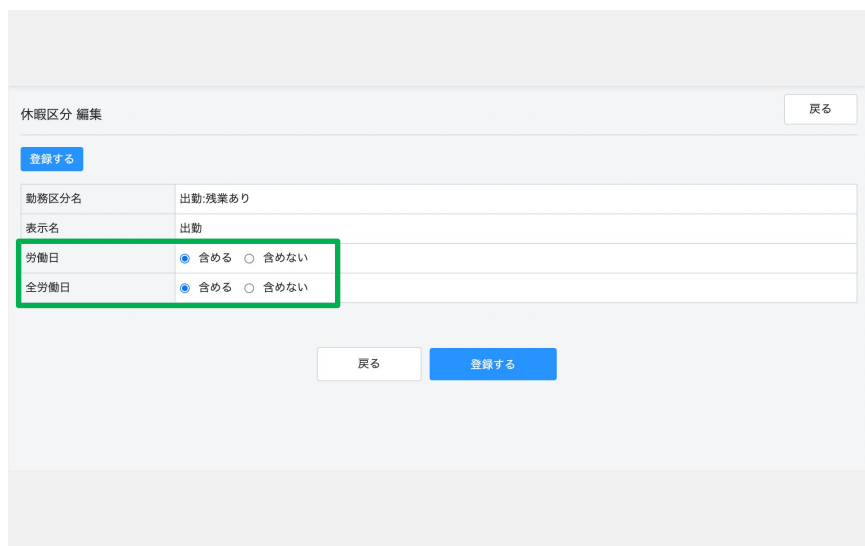 休暇区分 編集
戻る
登録する
勤務区分名 出勤:残業あり
表示名 出勤
労働日 含める 含めない
全労働日 含める 含めない
戻る 登録する